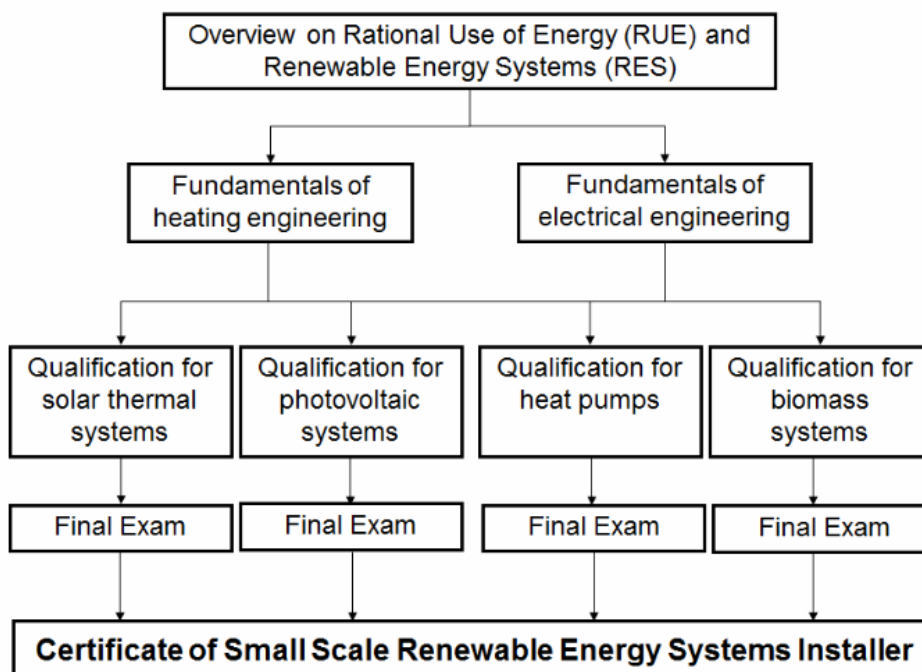 Overview on Rational Use of Energy (RUE) and
Renewable Energy Systems (RES)
Fundamentals of
heating engineering
Fundamentals of
electrical engineering
Qualification for
solar thermal
systems
Qualification for
photovoltaic
systems
Qualification for
heat pumps
Qualification for
biomass
systems
Final Exam
Final Exam
Final Exam
Final Exam
Certificate of Small Scale Renewable Energy Systems Installer